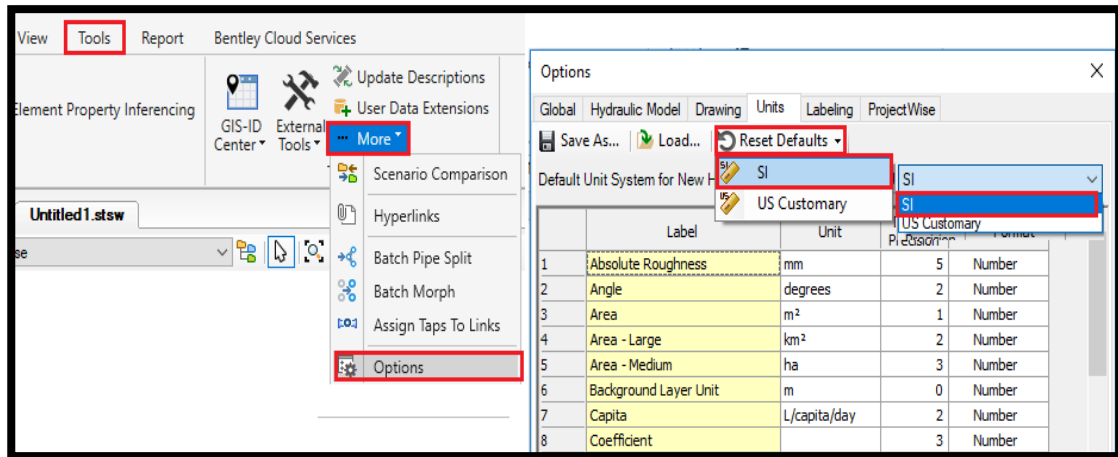 View Tools Report Bentley Cloud Services
Element Property Inferencing
GIS-ID Center
External Tools
Update Descriptions
User Data Extensions
More
Scenario Comparison
Hyperlinks
Batch Pipe Split
Batch Morph
Assign Taps To Links
Options
Untitled1.stsw
se
Options X
Global Hydraulic Model Drawing Units Labeling ProjectWise
Save As... Load... Reset Defaults
SI
US Customary
Default Unit System for New H
SI
SI
US Customary
Label Unit
1 Absolute Roughness mm 5 Number
2 Angle degrees 2 Number
3 Area m² 1 Number
4 Area - Large km² 2 Number
5 Area - Medium ha 3 Number
6 Background Layer Unit m 0 Number
7 Capita L/capita/day 2 Number
8 Coefficient 3 Number